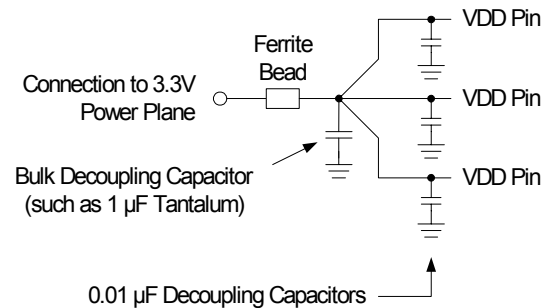 VDD Pin
Ferrite
Bead
Connection to 3.3V
Power Plane
VDD Pin
Bulk Decoupling Capacitor
(such as 1 µF Tantalum)
VDD Pin
0.01 µF Decoupling Capacitors